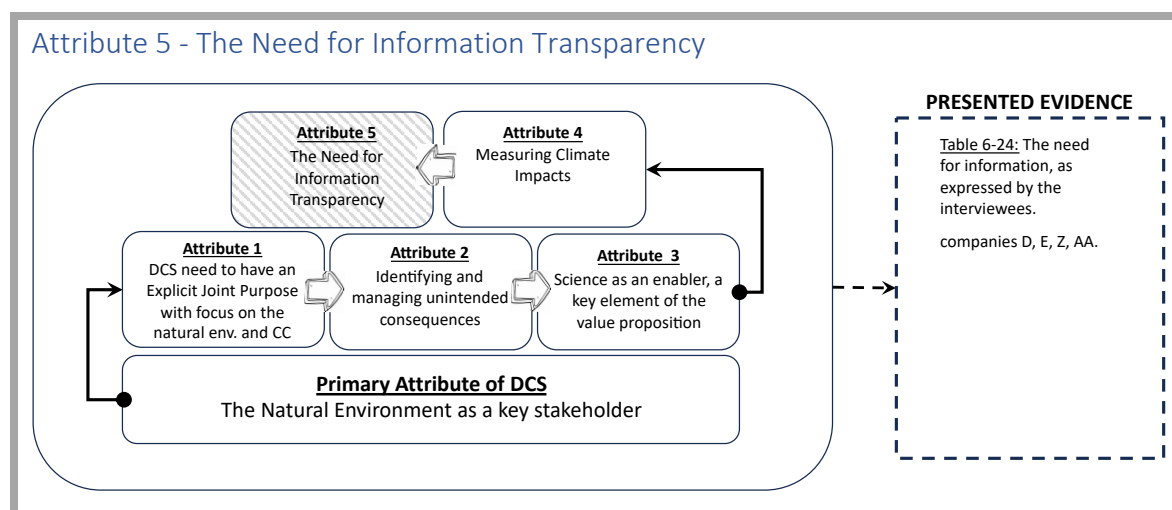 Attribute 5 - The Need for Information Transparency
Attribute 5
The Need for
Information
Transparency
Attribute 4
Measuring Climate
Impacts
Attribute 1
DCS need to have an
Explicit Joint Purpose
with focus on the
natural env. and CC
Attribute 2
Identifying and
managing unintended
consequences
Attribute  3
Science as an enabler, a
key element of the
value proposition
Primary Attribute of DCS
The Natural Environment as a key stakeholder
PRESENTED EVIDENCE
Table 6-24: The need
for information, as
expressed by the
interviewees.
companies D, E, Z, AA.